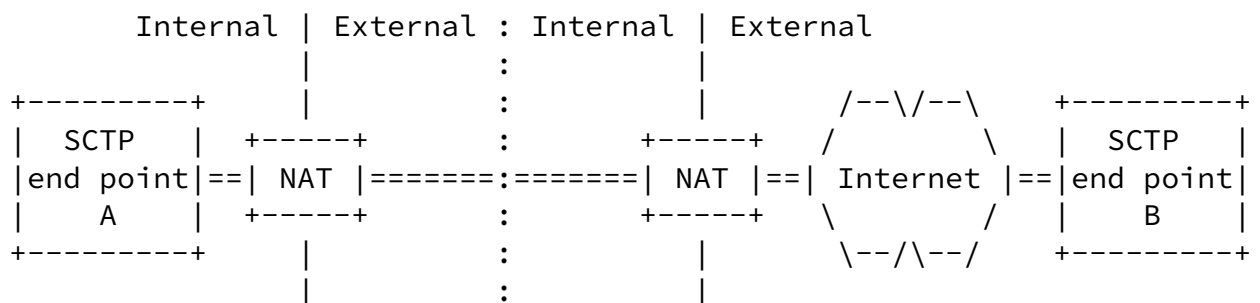 Internal | External : Internal | External
| : |
+---------+ | : | /--\/--\ +---------+
| SCTP | +-----+ : +-----+ / \ | SCTP |
|end point|==| NAT |=======:=======| NAT |==| Internet |==|end point|
| A | +-----+ : +-----+ \ / | B |
+---------+ | : | \--/\--/ +---------+
| : |